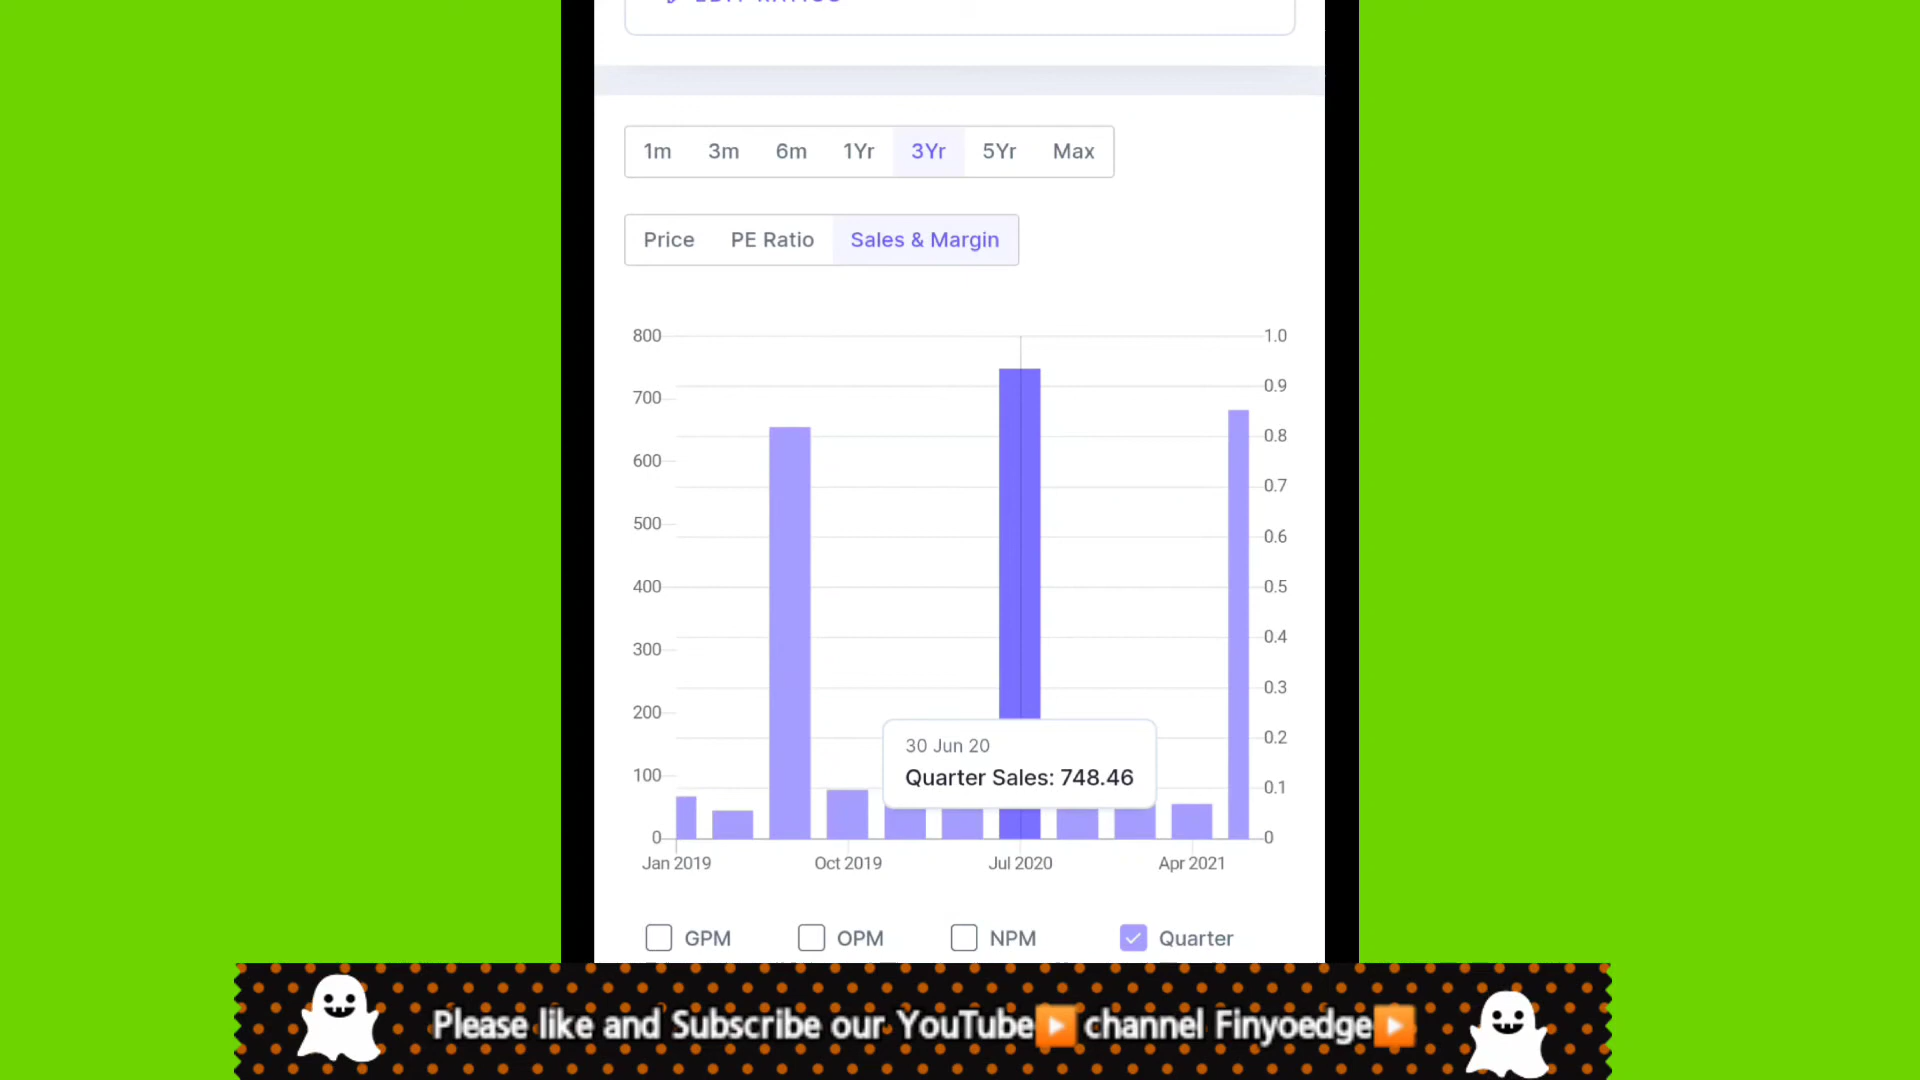 EDIT RATIOS
1m 3m 6m 1Yr 3Yr 5Yr Max
Price PE Ratio Sales & Margin
800 1.0
700 0.9
600 0.8
500 0.7
400 0.6
300 0.5
200 0.4
100 0.3
0 0.2
0.1
0
30 Jun 20
Quarter Sales: 748.46
Jan 2019 Oct 2019 Jul 2020 Apr 2021
GPM OPM NPM Quarter
Please like and Subscribe our YouTube channel Finyoedge